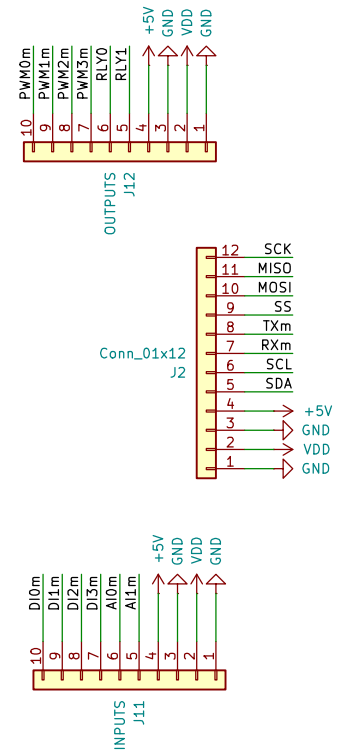 PWM0m PWM1m PWM2m PWM3m RLY0 RLY1 +5V GND VDD GND
10 9 8 7 6 5 4 3 2 1
OUTPUTS
J12
12 SCK
11 MISO
10 MOSI
9 SS
8 TXm
7 RXm
6 SCL
5 SDA
4 +5V
3 GND
2 VDD
1 GND
Conn_01x12
J2
DI0m DI1m DI2m DI3m AI0m AI1m +5V GND VDD GND
10 9 8 7 6 5 4 3 2 1
INPUTS
J11